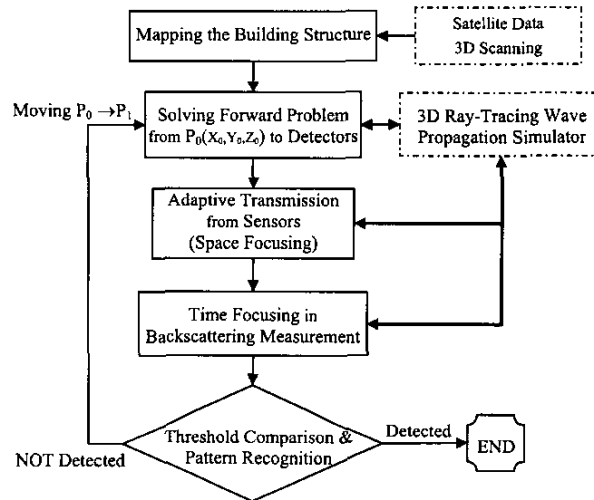 Satellite Data
3D Scanning
Mapping the Building Structure
Moving P₀ →P₁
Solving Forward Problem
from P₀(X₀,Y₀,Z₀) to Detectors
3D Ray-Tracing Wave
Propagation Simulator
Adaptive Transmission
from Sensors
(Space Focusing)
Time Focusing in
Backscattering Measurement
Threshold Comparison &
Pattern Recognition
NOT Detected
Detected
END